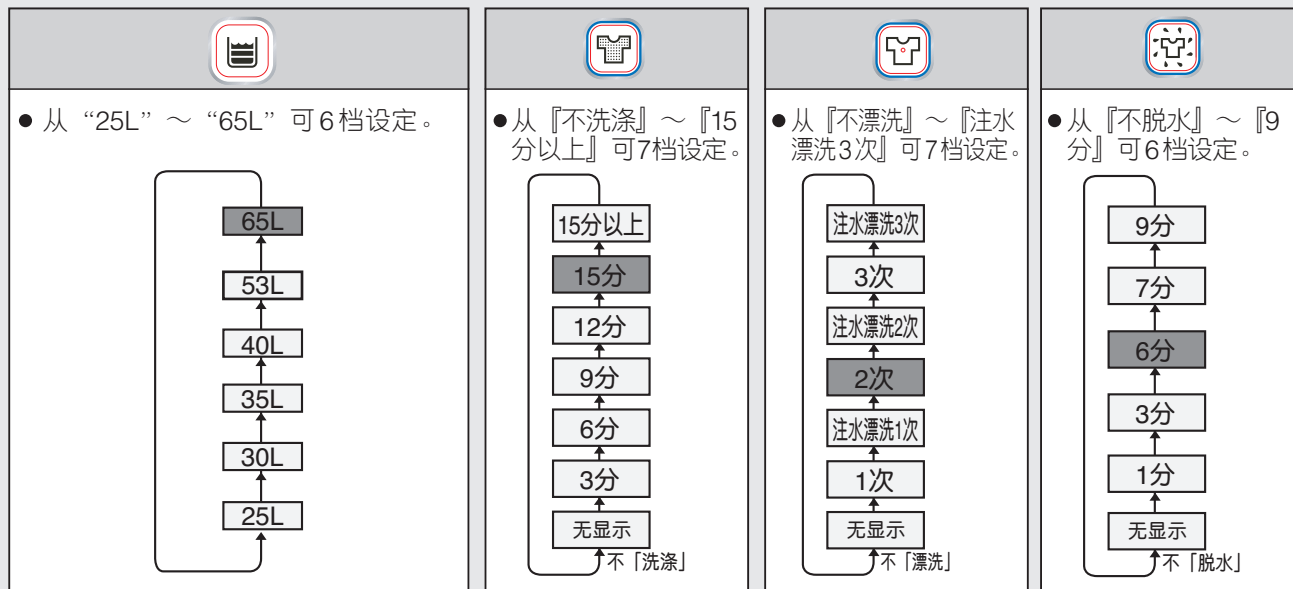 ● 从 “25L” ～ “65L” 可6档设定。
65L
53L
40L
35L
30L
25L
● 从『不洗涤』～『15
分以上』可7档设定。
15分以上
15分
12分
9分
6分
3分
无显示
不「洗涤」
● 从『不漂洗』～『注水
漂洗3次』可7档设定。
注水漂洗3次
3次
注水漂洗2次
2次
注水漂洗1次
1次
无显示
不「漂洗」
● 从『不脱水』～『9
分』可6档设定。
9分
7分
6分
3分
1分
无显示
不「脱水」